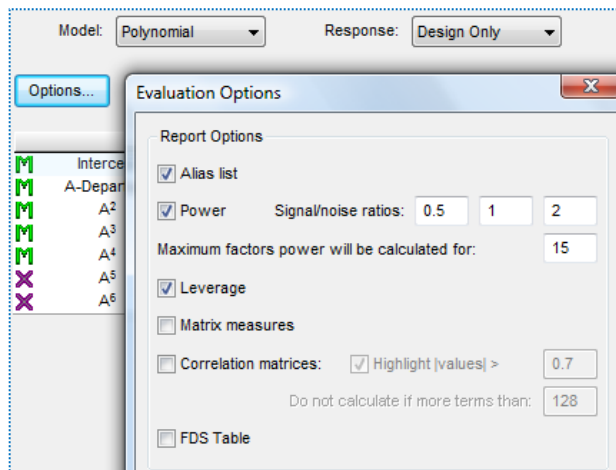 Model: Polynomial Response: Design Only
Options...
Evaluation Options
Report Options
Interce
Alias list
A-Depar
A²
Power Signal/noise ratios: 0.5 1 2
A³
Maximum factors power will be calculated for: 15
A⁴
A⁵
Leverage
A⁶
Matrix measures
Correlation matrices: Highlight |values| > 0.7
Do not calculate if more terms than: 128
FDS Table